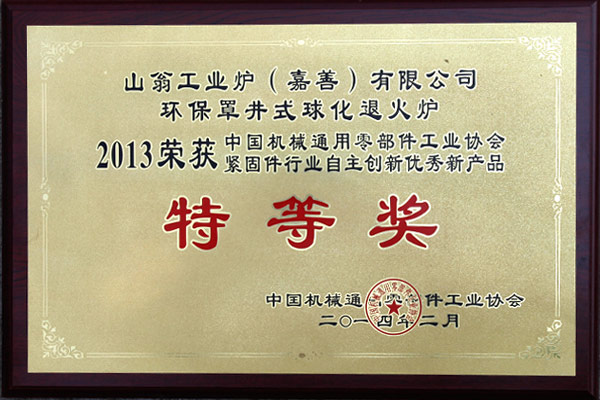 山翁工业炉(嘉善)有限公司
环保罩井式球化退火炉
2013荣获中国机械通用零部件工业协会
紧固件行业自主创新优秀新产品
特等奖
中国机械通用零部件工业协会
二〇一四年二月